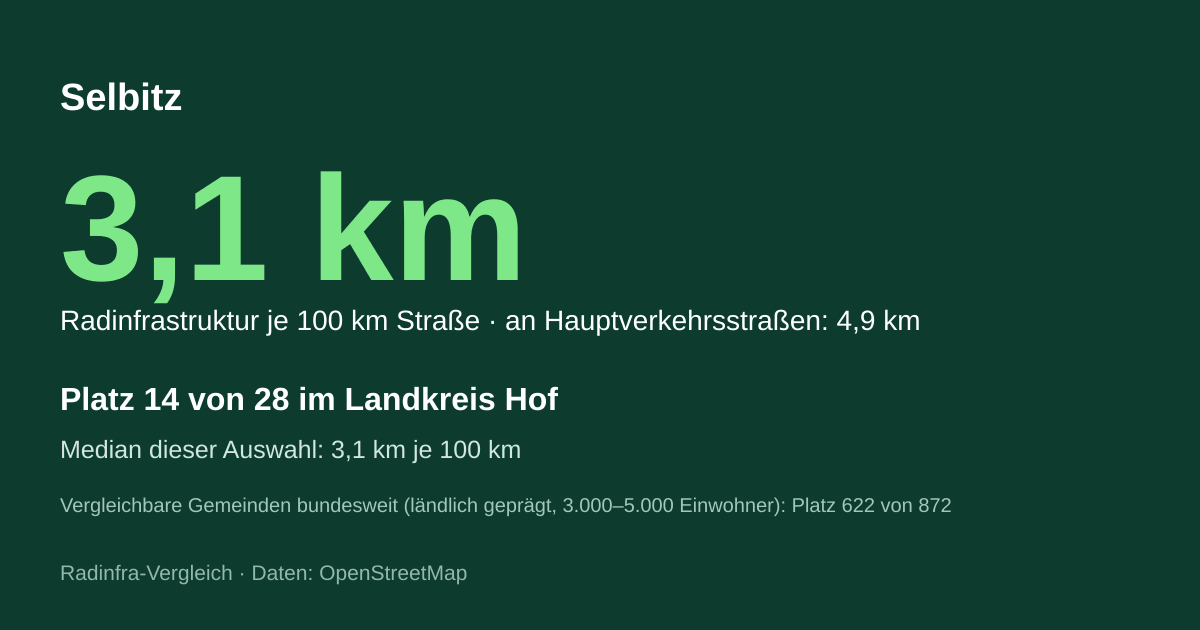 Selbitz
3,1 km
Radinfrastruktur je 100 km Straße · an Hauptverkehrsstraßen: 4,9 km
Platz 14 von 28 im Landkreis Hof
Median dieser Auswahl: 3,1 km je 100 km
Vergleichbare Gemeinden bundesweit (ländlich geprägt, 3.000–5.000 Einwohner): Platz 622 von 872
Radinfra-Vergleich · Daten: OpenStreetMap